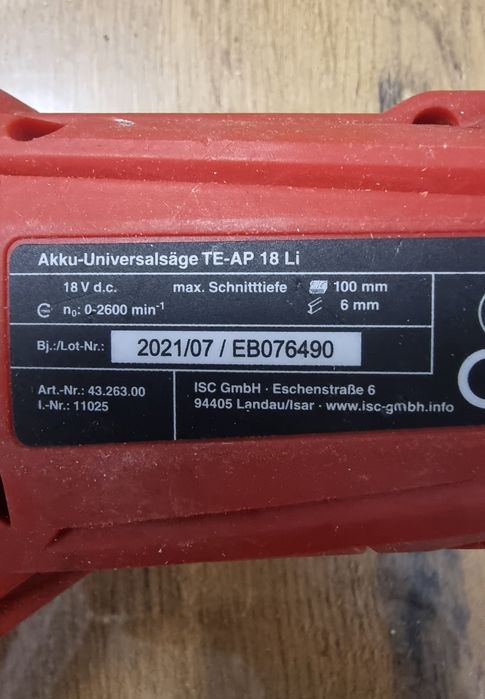 Akku-Universalsäge TE-AP 18 Li
18 V d.c. max. Schnitttiefe 100 mm
n₀: 0-2600 min⁻¹ 6 mm
Bj.:/Lot-Nr.: 2021/07 / EB076490
Art.-Nr.: 43.263.00
I.-Nr.: 11025
ISC GmbH · Eschenstraße 6
94405 Landau/Isar · www.isc-gmbh.info